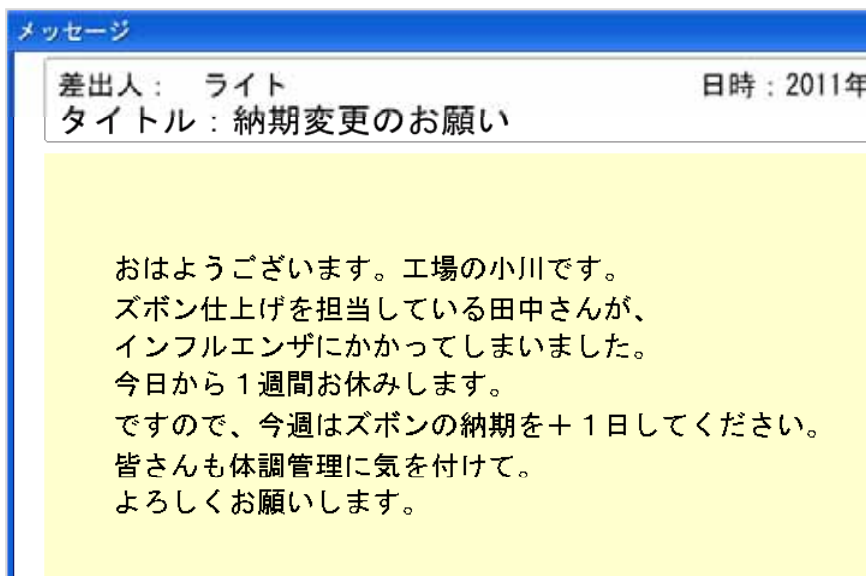 メッセージ
差出人： ライト 日時：2011年
タイトル：納期変更のお願い
おはようございます。工場の小川です。
ズボン仕上げを担当している田中さんが、
インフルエンザにかかってしまいました。
今日から１週間お休みします。
ですので、今週はズボンの納期を＋１日してください。
皆さんも体調管理に気を付けて。
よろしくお願いします。